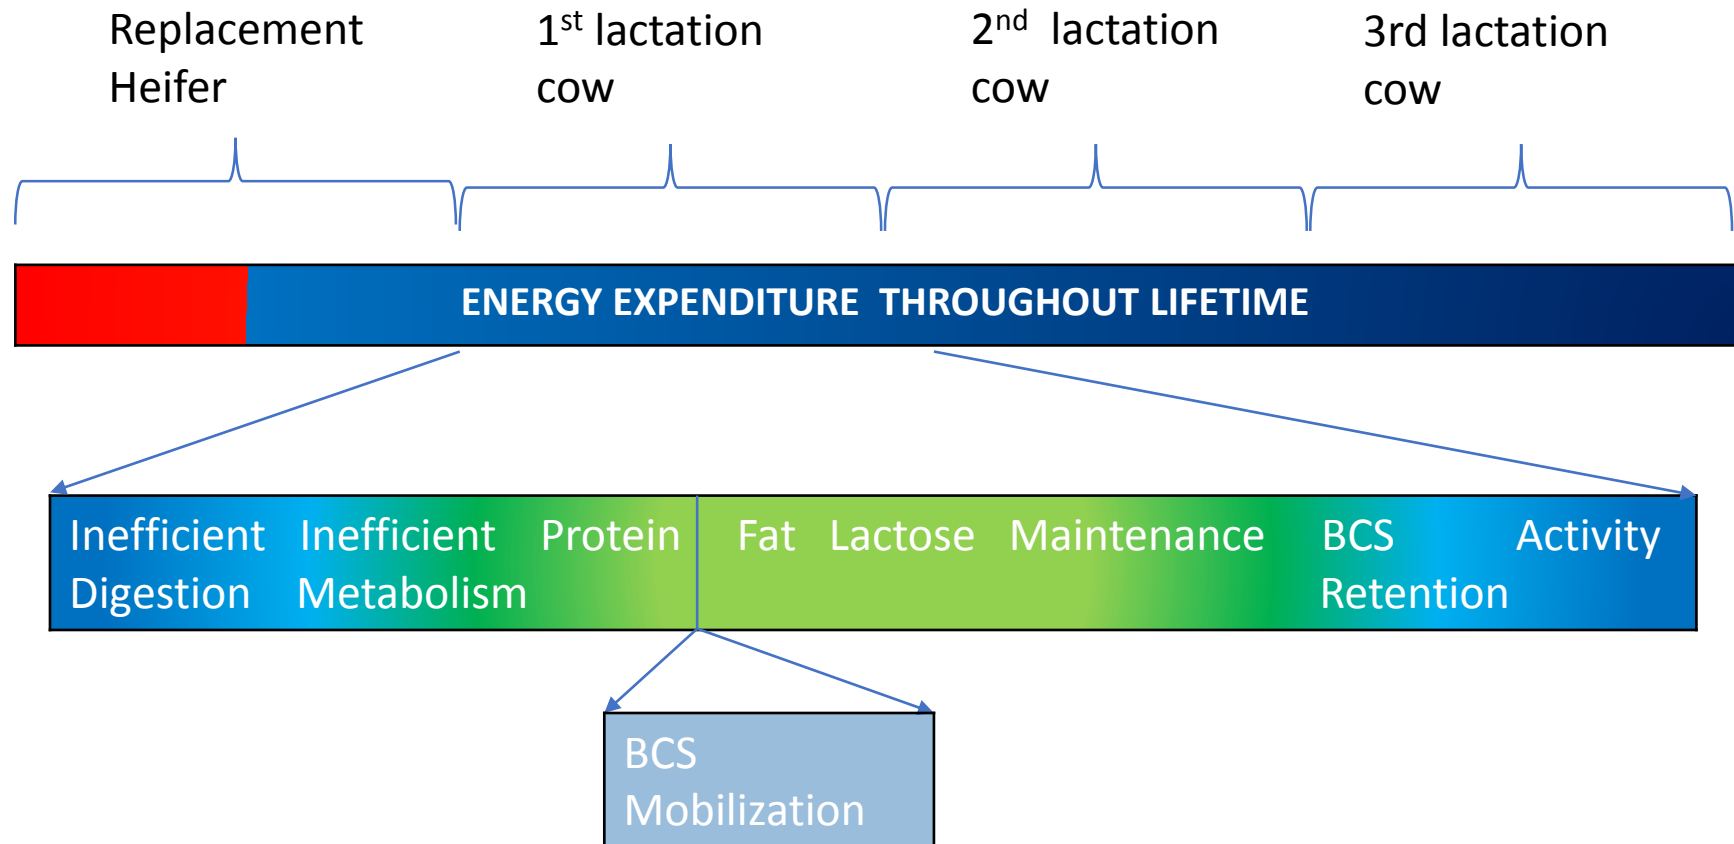 Replacement
Heifer
1st lactation
cow
2nd lactation
cow
3rd lactation
cow
ENERGY EXPENDITURE THROUGHOUT LIFETIME
Inefficient
Digestion
Inefficient
Metabolism
Protein
Fat
Lactose
Maintenance
BCS
Retention
Activity
BCS
Mobilization